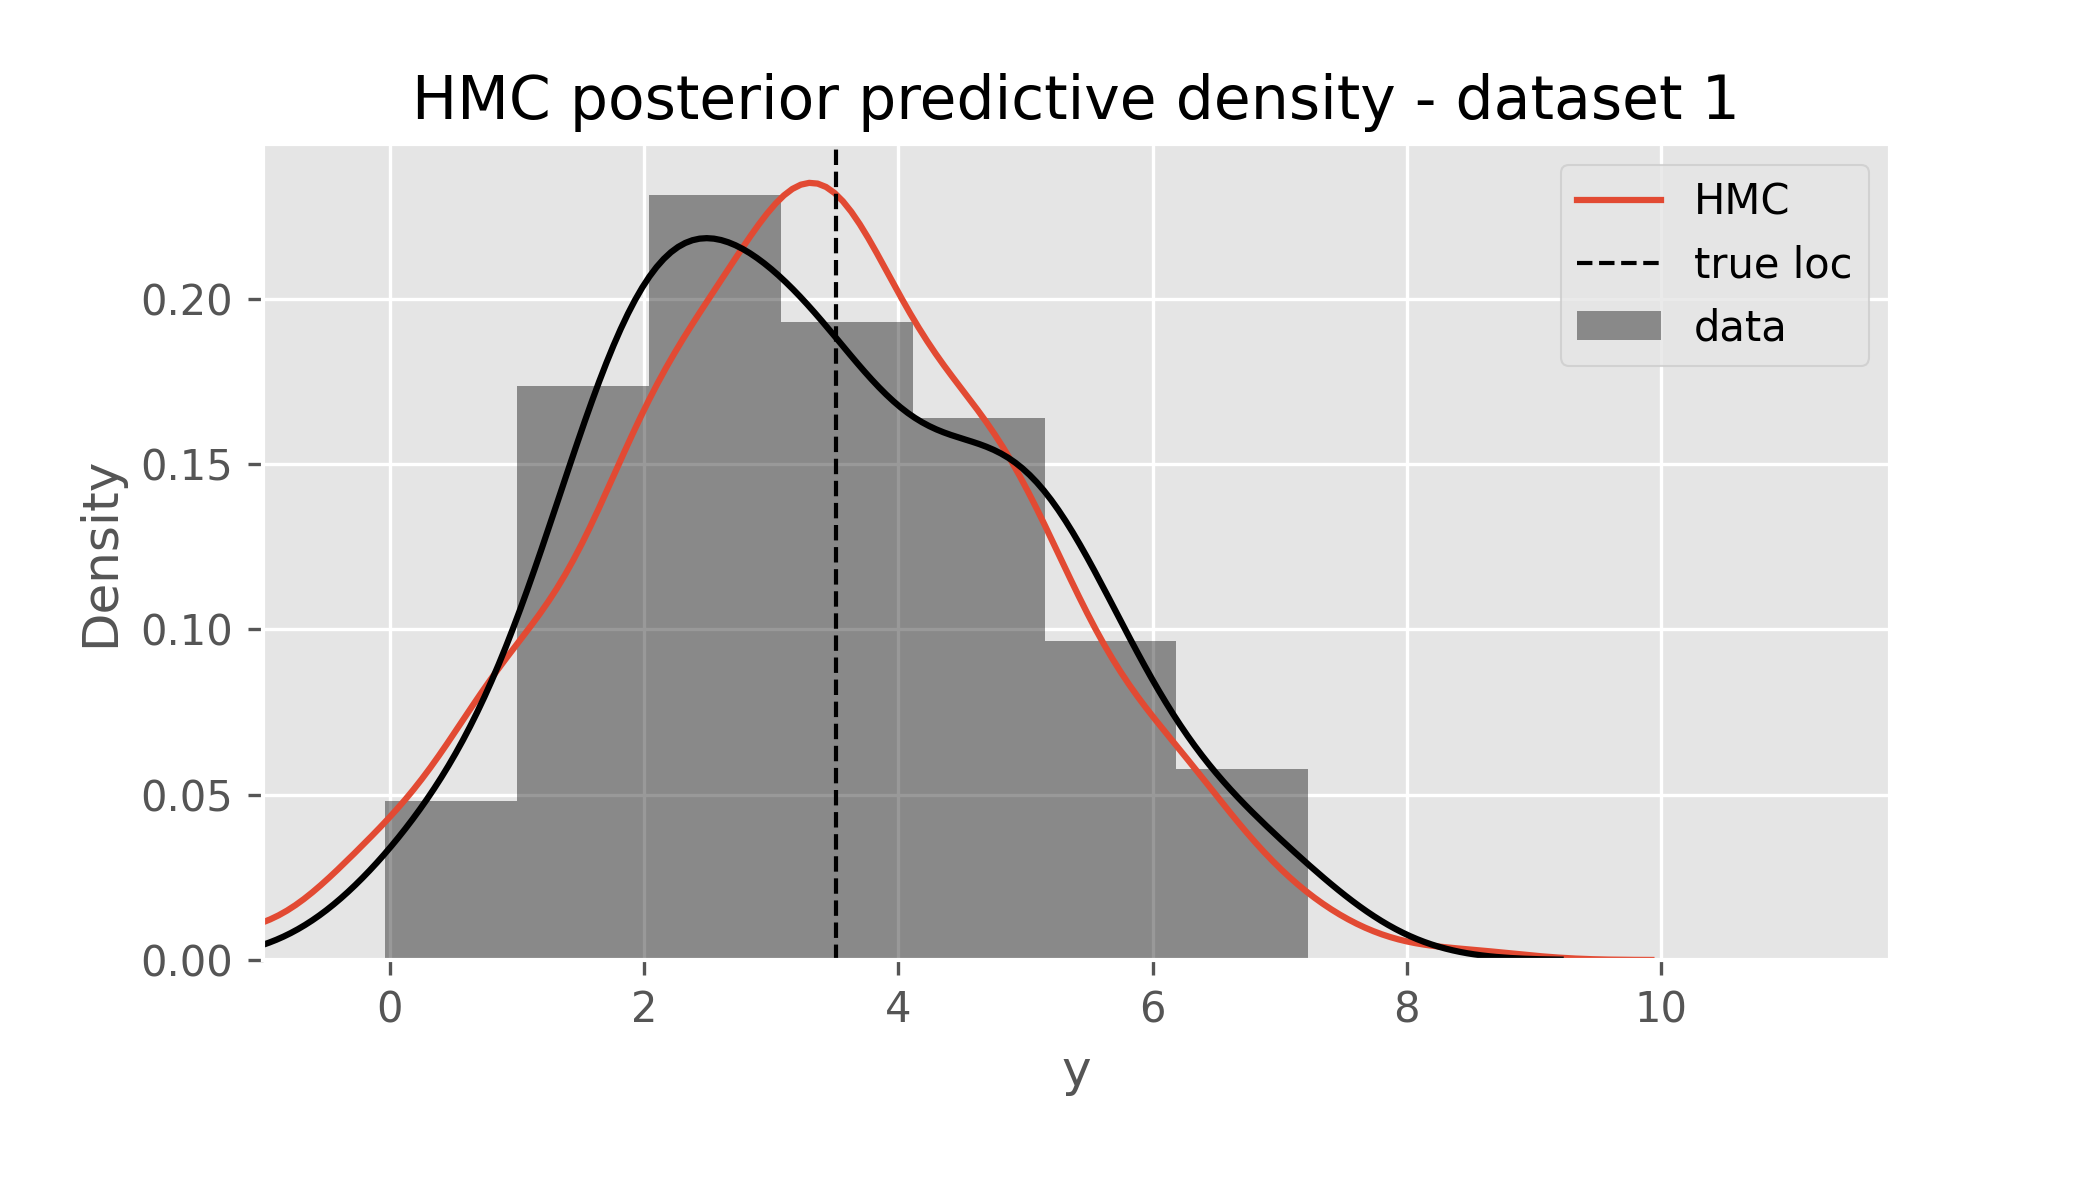 HMC posterior predictive density - dataset 1
HMC
true loc
data
Density
0.20
0.15
0.10
0.05
0.00
0 2 4 6 8 10
y